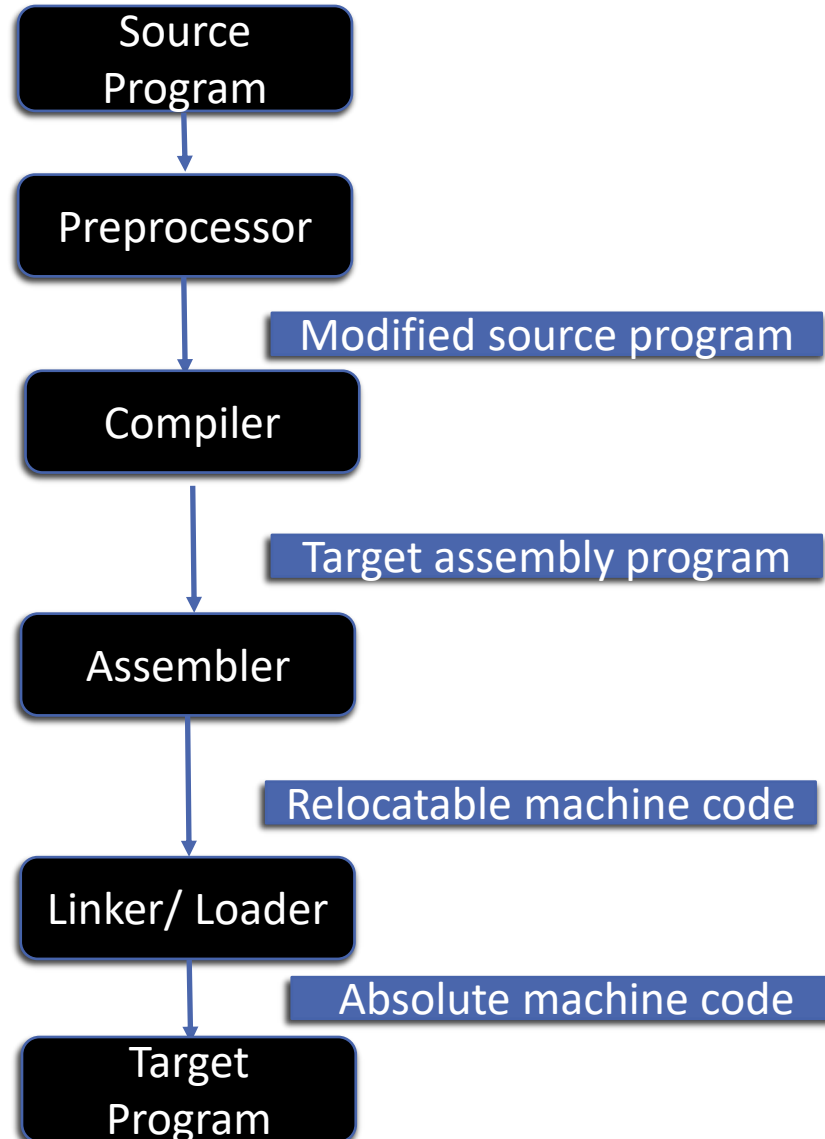 Source
Program
Preprocessor
Modified source program
Compiler
Target assembly program
Assembler
Relocatable machine code
Linker/ Loader
Absolute machine code
Target
Program